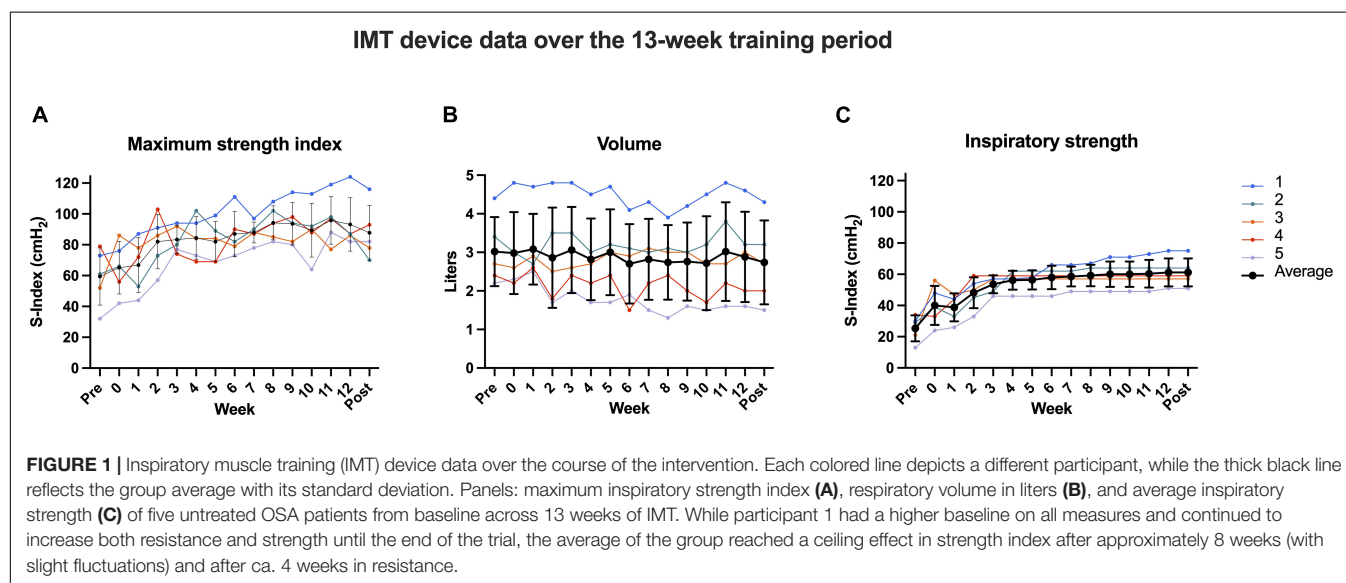 IMT device data over the 13-week training period
A
Maximum strength index
S-Index (cmH2)
120
100
80
60
40
20
0
Pre 0 1 2 3 4 5 6 7 8 9 10 11 12 Post
Week
B
Volume
Liters
5
4
3
2
1
0
Pre 0 1 2 3 4 5 6 7 8 9 10 11 12 Post
Week
C
Inspiratory strength
S-Index (cmH2)
120
100
80
60
40
20
0
Pre 0 1 2 3 4 5 6 7 8 9 10 11 12 Post
Week
1
2
3
4
5
Average
FIGURE 1 | Inspiratory muscle training (IMT) device data over the course of the intervention. Each colored line depicts a different participant, while the thick black line
reflects the group average with its standard deviation. Panels: maximum inspiratory strength index (A), respiratory volume in liters (B), and average inspiratory
strength (C) of five untreated OSA patients from baseline across 13 weeks of IMT. While participant 1 had a higher baseline on all measures and continued to
increase both resistance and strength until the end of the trial, the average of the group reached a ceiling effect in strength index after approximately 8 weeks (with
slight fluctuations) and after ca. 4 weeks in resistance.